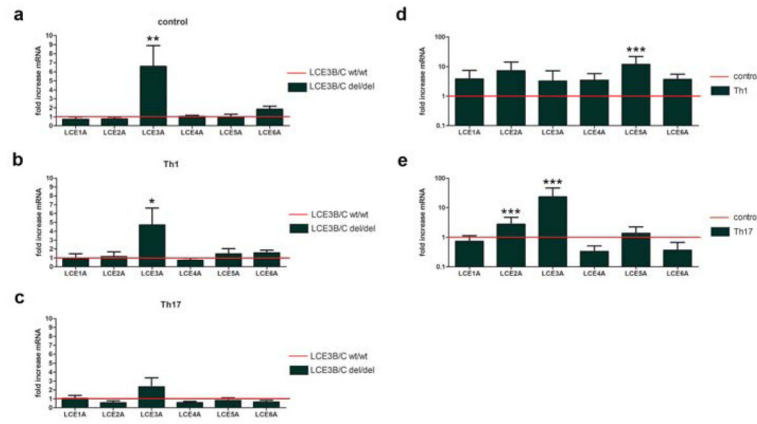 a
control
**
fold increase mRNA
10
9
8
7
6
5
4
3
2
1
0
LCE1A LCE2A LCE3A LCE4A LCE5A LCE6A
LCE3B/C wt/wt
LCE3B/C del/del
b
Th1
*
fold increase mRNA
10
9
8
7
6
5
4
3
2
1
0
LCE1A LCE2A LCE3A LCE4A LCE5A LCE6A
LCE3B/C wt/wt
LCE3B/C del/del
c
Th17
fold increase mRNA
10
9
8
7
6
5
4
3
2
1
0
LCE1A LCE2A LCE3A LCE4A LCE5A LCE6A
LCE3B/C wt/wt
LCE3B/C del/del
d
***
fold increase mRNA
100
10
1
0.1
LCE1A LCE2A LCE3A LCE4A LCE5A LCE6A
contro
Th1
e
*** ***
fold increase mRNA
100
10
1
0.1
LCE1A LCE2A LCE3A LCE4A LCE5A LCE6A
contro
Th17